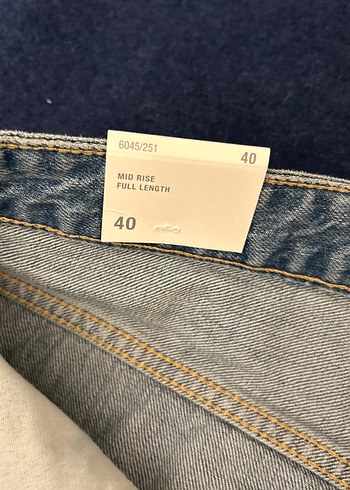 6045/251 40
MID RISE
FULL LENGTH
40